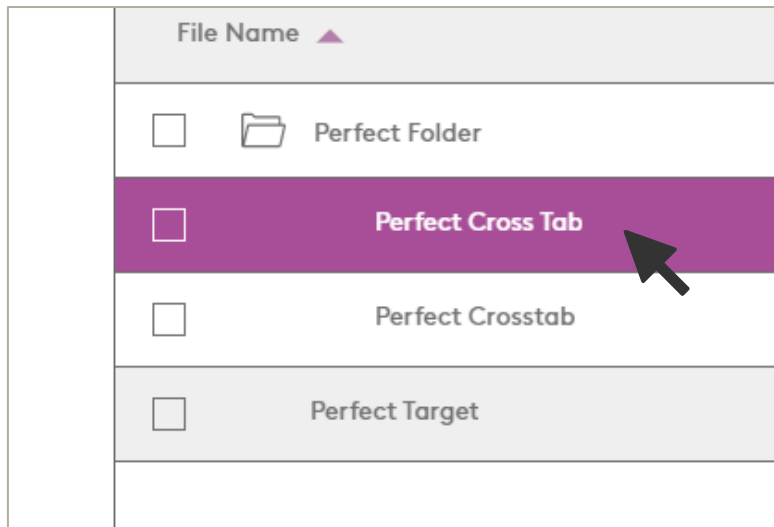 File Name
Perfect Folder
Perfect Cross Tab
Perfect Crosstab
Perfect Target